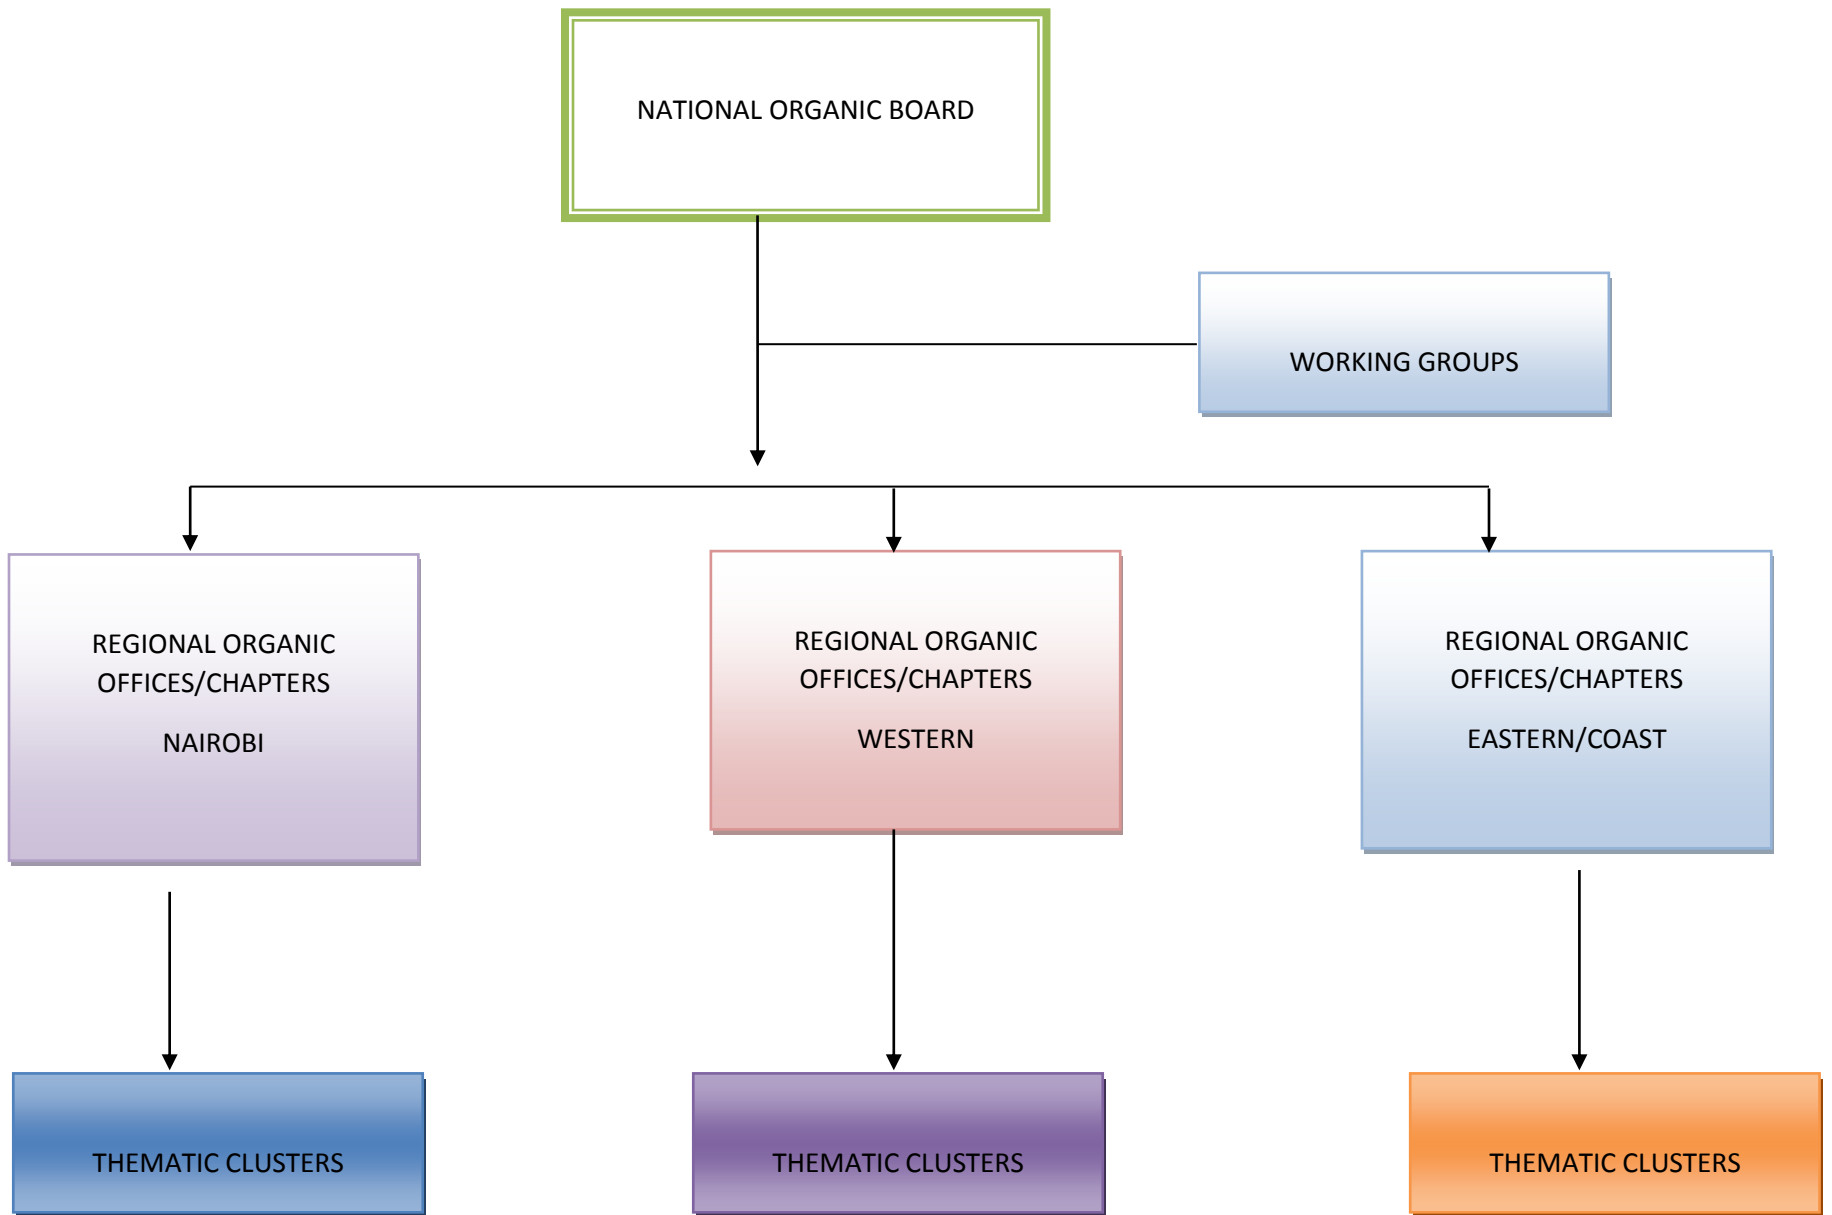 NATIONAL ORGANIC BOARD
WORKING GROUPS
REGIONAL ORGANIC
OFFICES/CHAPTERS
NAIROBI
REGIONAL ORGANIC
OFFICES/CHAPTERS
WESTERN
REGIONAL ORGANIC
OFFICES/CHAPTERS
EASTERN/COAST
THEMATIC CLUSTERS
THEMATIC CLUSTERS
THEMATIC CLUSTERS